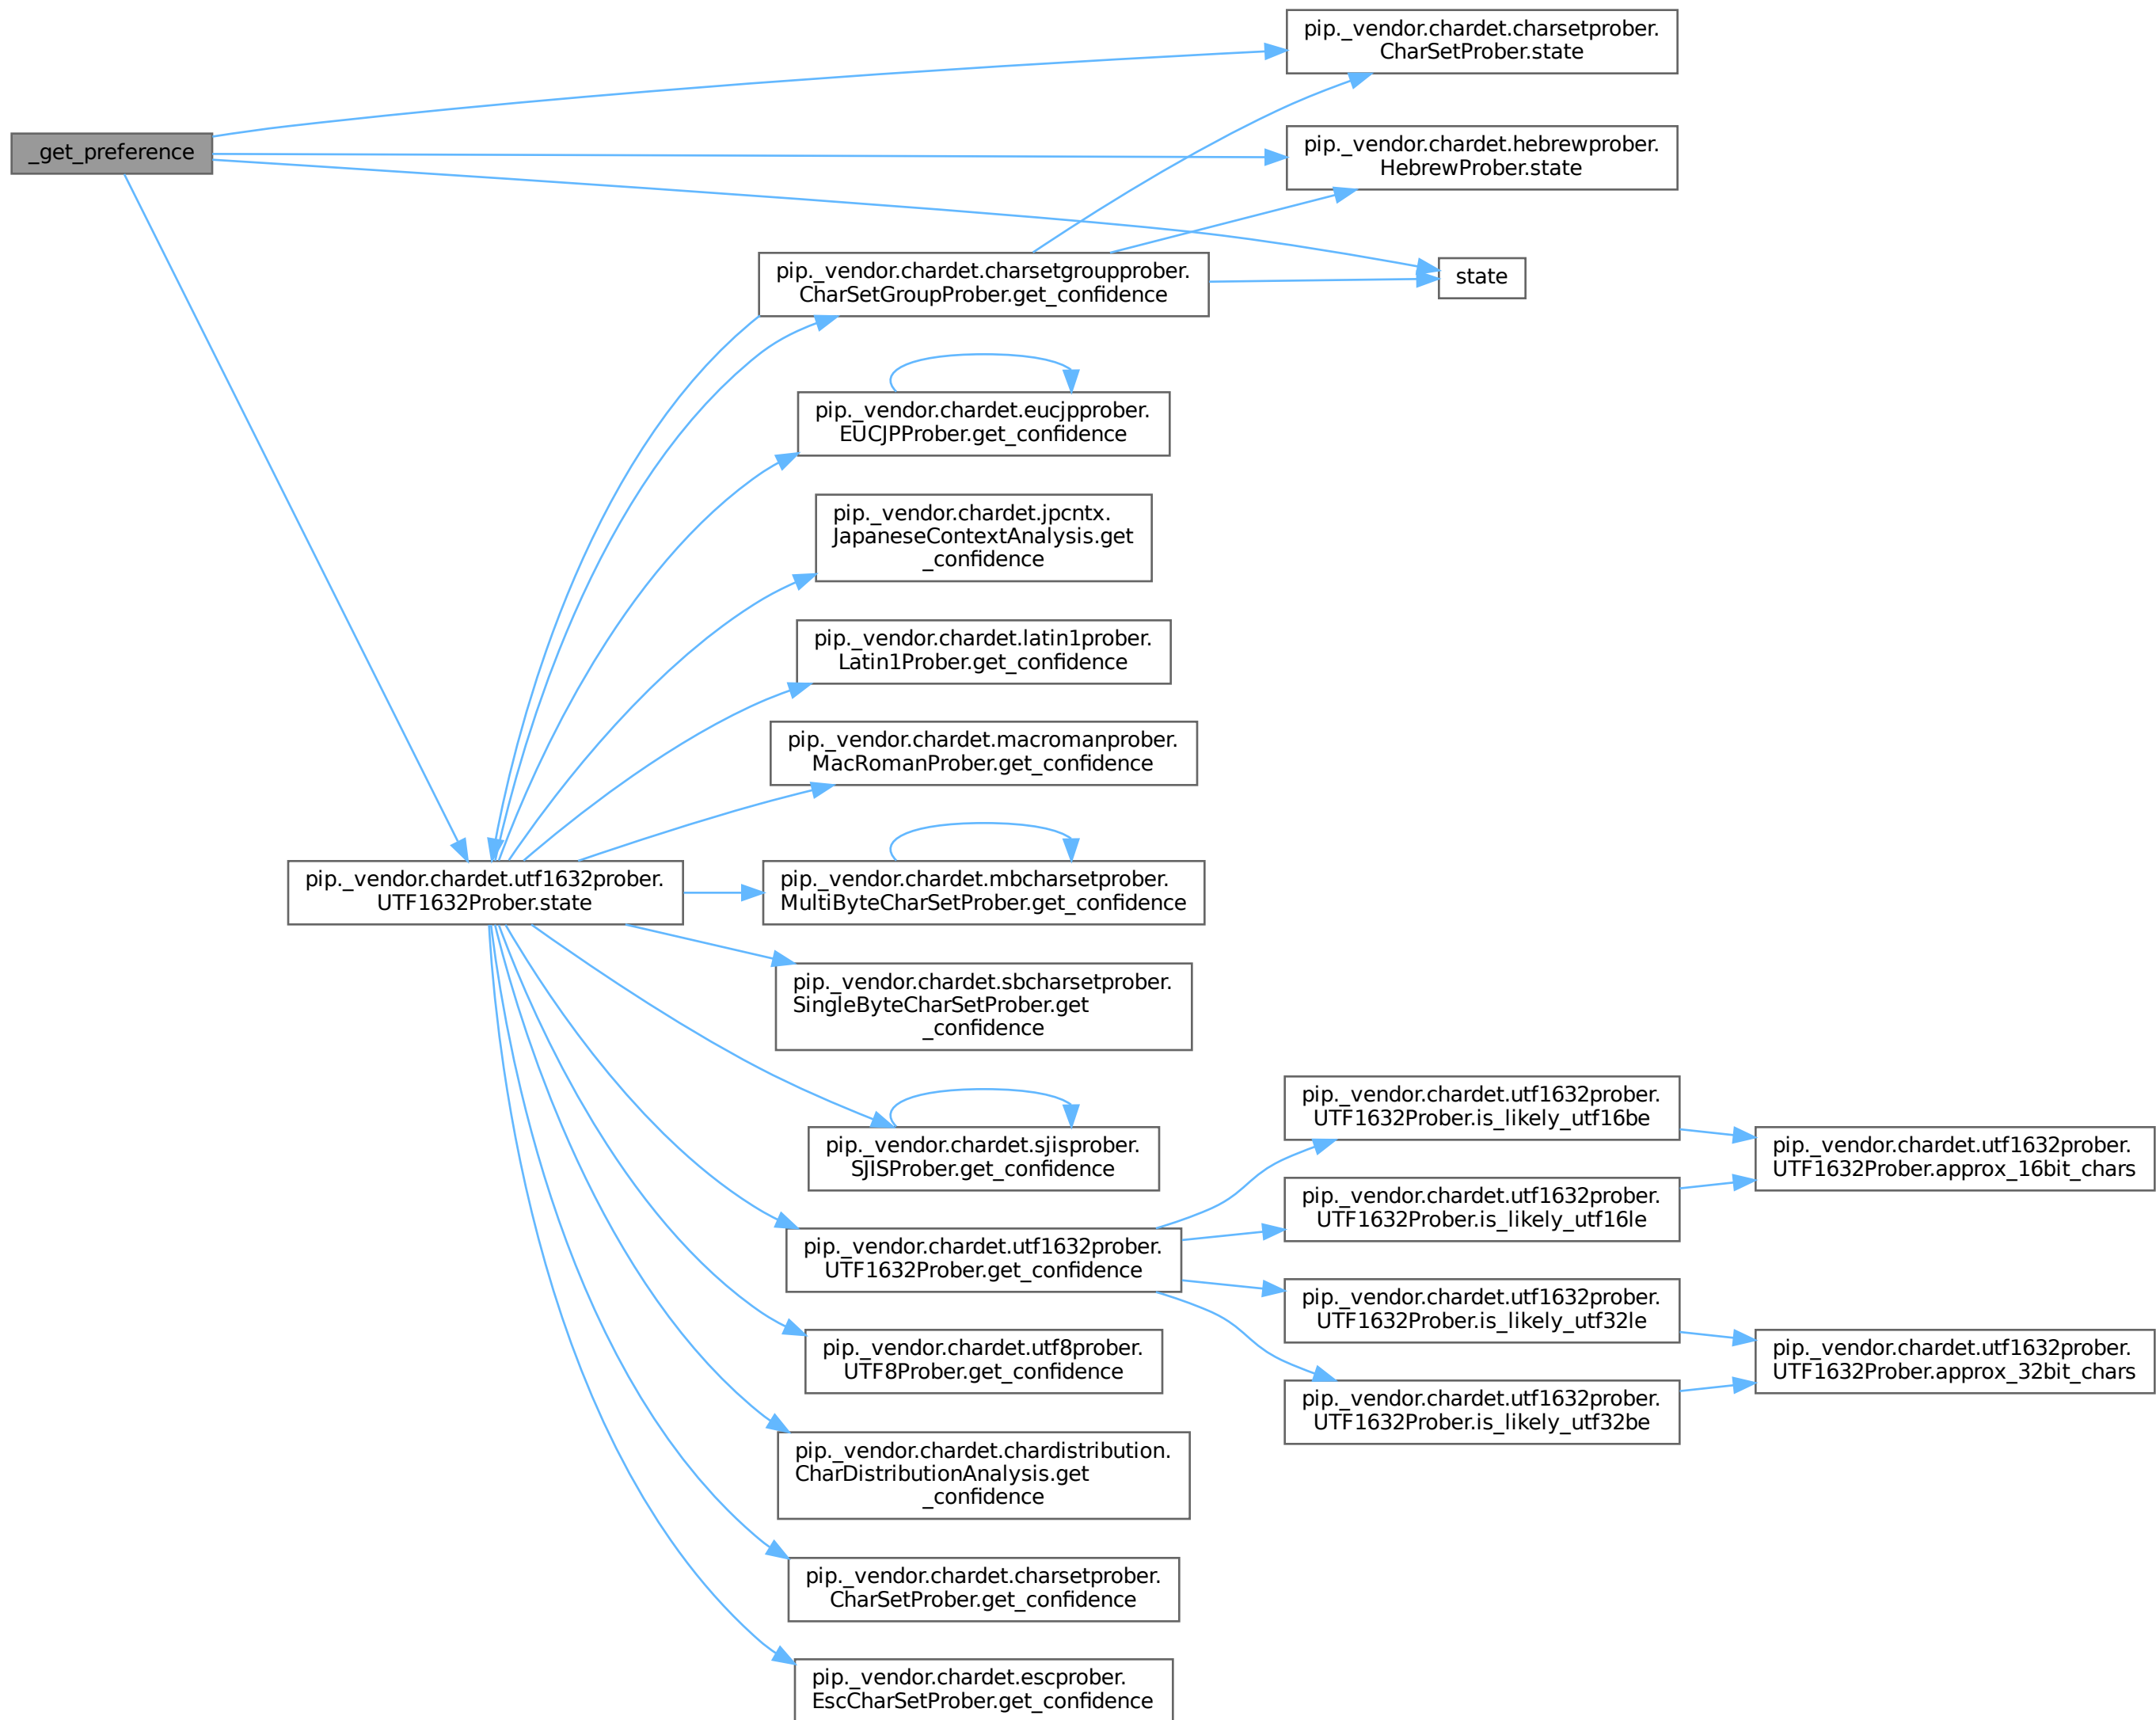 _get_preference
pip._vendor.chardet.charsetprober.
CharSetProber.state
pip._vendor.chardet.hebrewprober.
HebrewProber.state
state
pip._vendor.chardet.charsetgroupprober.
CharSetGroupProber.get_confidence
pip._vendor.chardet.eucjpprober.
EUCJPProber.get_confidence
pip._vendor.chardet.jpcntx.
JapaneseContextAnalysis.get
_confidence
pip._vendor.chardet.latin1prober.
Latin1Prober.get_confidence
pip._vendor.chardet.macromanprober.
MacRomanProber.get_confidence
pip._vendor.chardet.utf1632prober.
UTF1632Prober.state
pip._vendor.chardet.mbcharsetprober.
MultiByteCharSetProber.get_confidence
pip._vendor.chardet.sbcharsetprober.
SingleByteCharSetProber.get
_confidence
pip._vendor.chardet.sjisprober.
SJISProber.get_confidence
pip._vendor.chardet.utf1632prober.
UTF1632Prober.get_confidence
pip._vendor.chardet.utf1632prober.
UTF1632Prober.is_likely_utf16be
pip._vendor.chardet.utf1632prober.
UTF1632Prober.is_likely_utf16le
pip._vendor.chardet.utf1632prober.
UTF1632Prober.approx_16bit_chars
pip._vendor.chardet.utf1632prober.
UTF1632Prober.is_likely_utf32le
pip._vendor.chardet.utf1632prober.
UTF1632Prober.is_likely_utf32be
pip._vendor.chardet.utf1632prober.
UTF1632Prober.approx_32bit_chars
pip._vendor.chardet.utf8prober.
UTF8Prober.get_confidence
pip._vendor.chardet.chardistribution.
CharDistributionAnalysis.get
_confidence
pip._vendor.chardet.charsetprober.
CharSetProber.get_confidence
pip._vendor.chardet.escprober.
EscCharSetProber.get_confidence